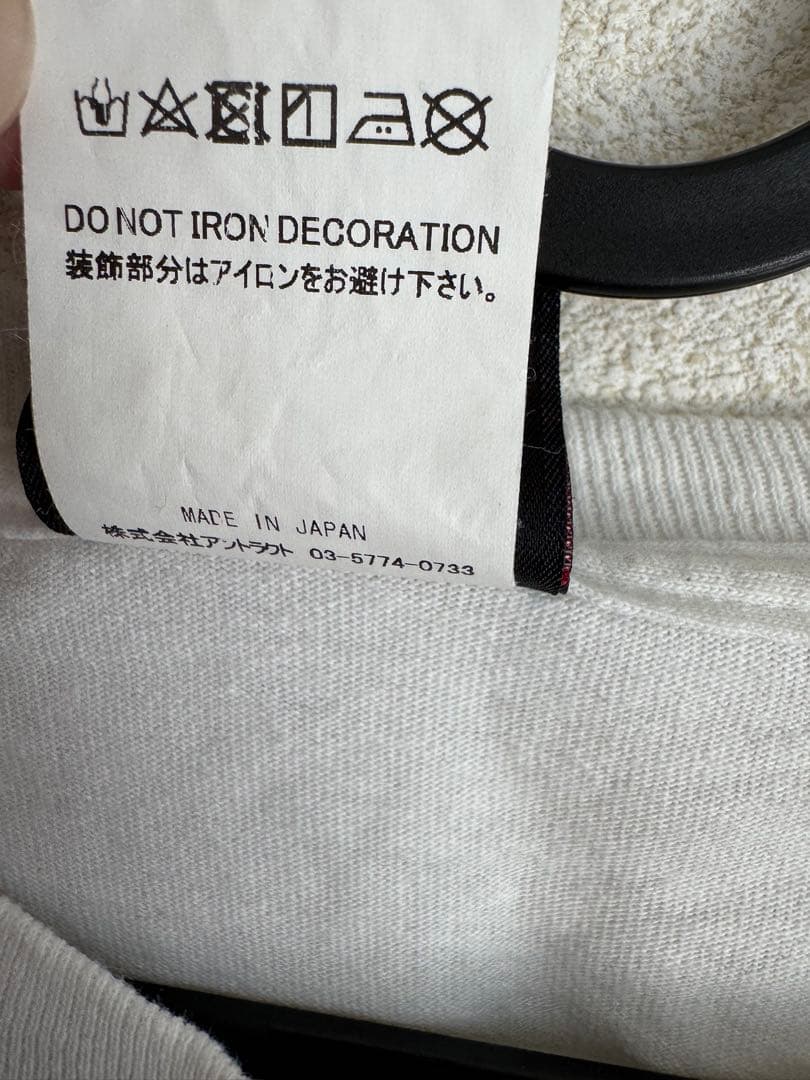 DO NOT IRON DECORATION
装飾部分はアイロンをお避け下さい。
MADE IN JAPAN
株式会社アントラクト 03-5774-0733